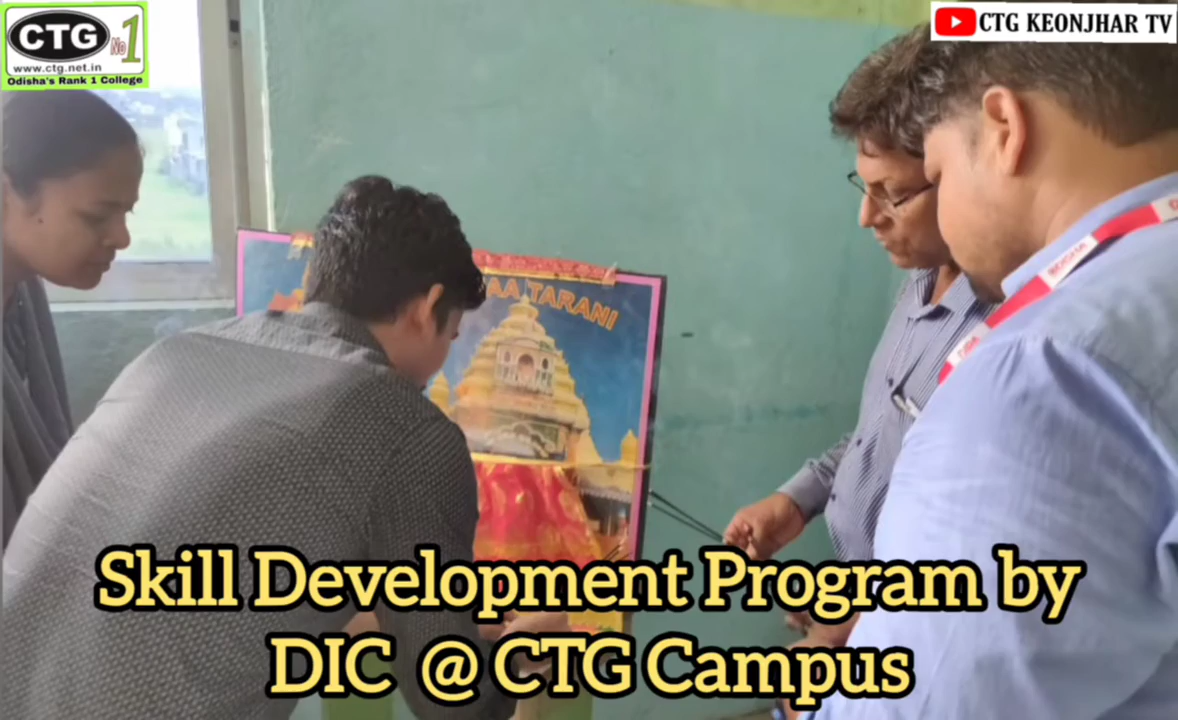 CTG
No 1
www.ctg.net.in
Odisha's Rank 1 College
CTG KEONJHAR TV
AA TARANI
Skill Development Program by
DIC @ CTG Campus